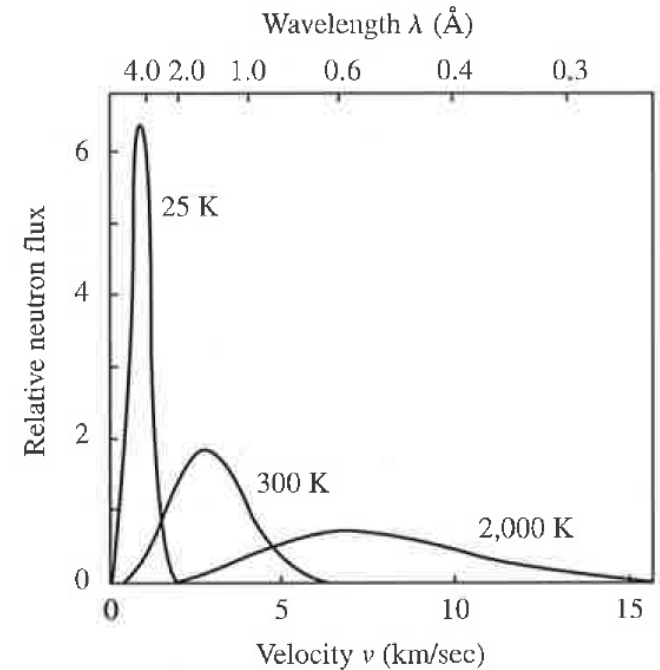 Wavelength λ (Å)
4.0 2.0 1.0 0.6 0.4 0.3
6
4
2
0
Relative neutron flux
25 K
300 K
2,000 K
0 5 10 15
Velocity v (km/sec)